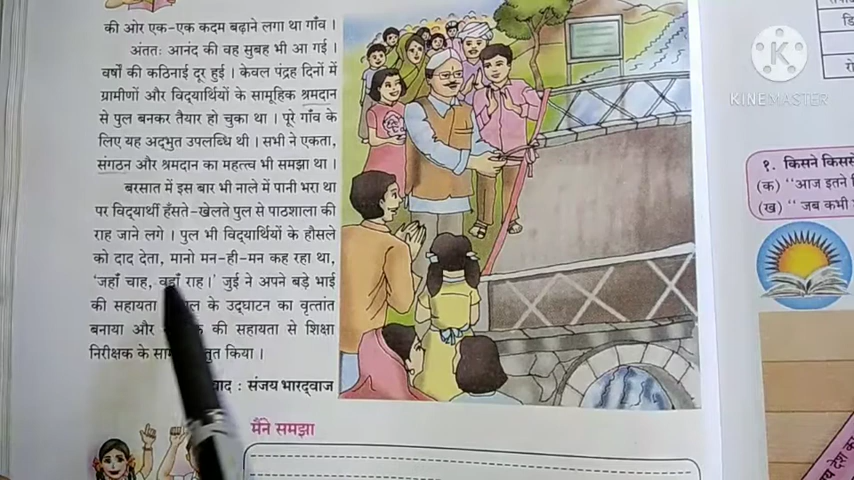 की ओर एक-एक कदम बढ़ाने लगा था गाँव ।
अंततः आनंद की वह सुबह भी आ गई ।
वर्षों की कठिनाई दूर हुई । केवल पंद्रह दिनों में
ग्रामीणों और विद्यार्थियों के सामूहिक श्रमदान
से पुल बनकर तैयार हो चुका था । पूरे गाँव के
लिए यह अद्भुत उपलब्धि थी । सभी ने एकता,
संगठन और श्रमदान का महत्त्व भी समझा था ।
बरसात में इस बार भी नाले में पानी भरा था
पर विद्यार्थी हँसते-खेलते पुल से पाठशाला की
राह जाने लगे । पुल भी विद्यार्थियों के हौसले
को दाद देता, मानो मन-ही-मन कह रहा था,
'जहाँ चाह, वहाँ राह ।' जुई ने अपने बड़े भाई
की सहायता के उद्घाटन का वृत्तांत
बनाया और की सहायता से शिक्षा
निरीक्षक के किया ।
: संजय भारद्वाज
मैंने समझा
KINEMASTER
१. किसने किससे
(क) "आज इतने
(ख) "जब कभी